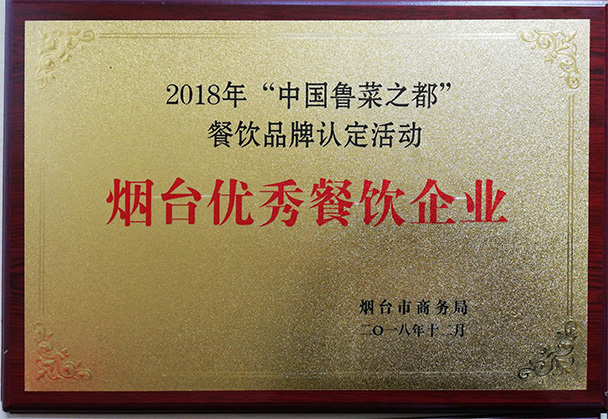 2018年“中国鲁菜之都”
餐饮品牌认定活动
烟台优秀餐饮企业
烟台市商务局
二〇一八年十二月